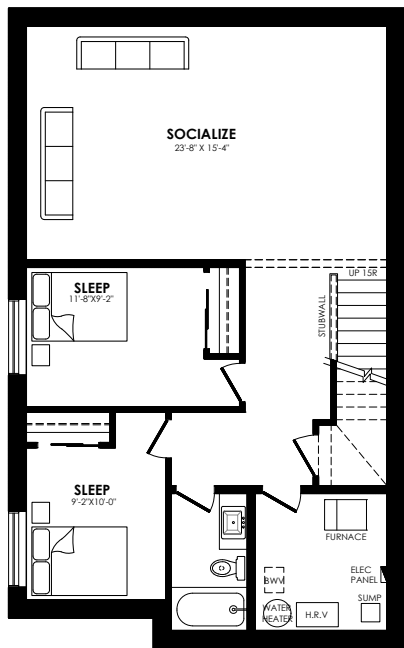 SOCIALIZE
23'-8" X 15'-4"
UP 15R
STUBWALL
SLEEP
11'-8"X9'-2"
SLEEP
9'-2"X10'-0"
FURNACE
ELEC
PANEL
BWV
SUMP
WATER
HEATER
H.R.V